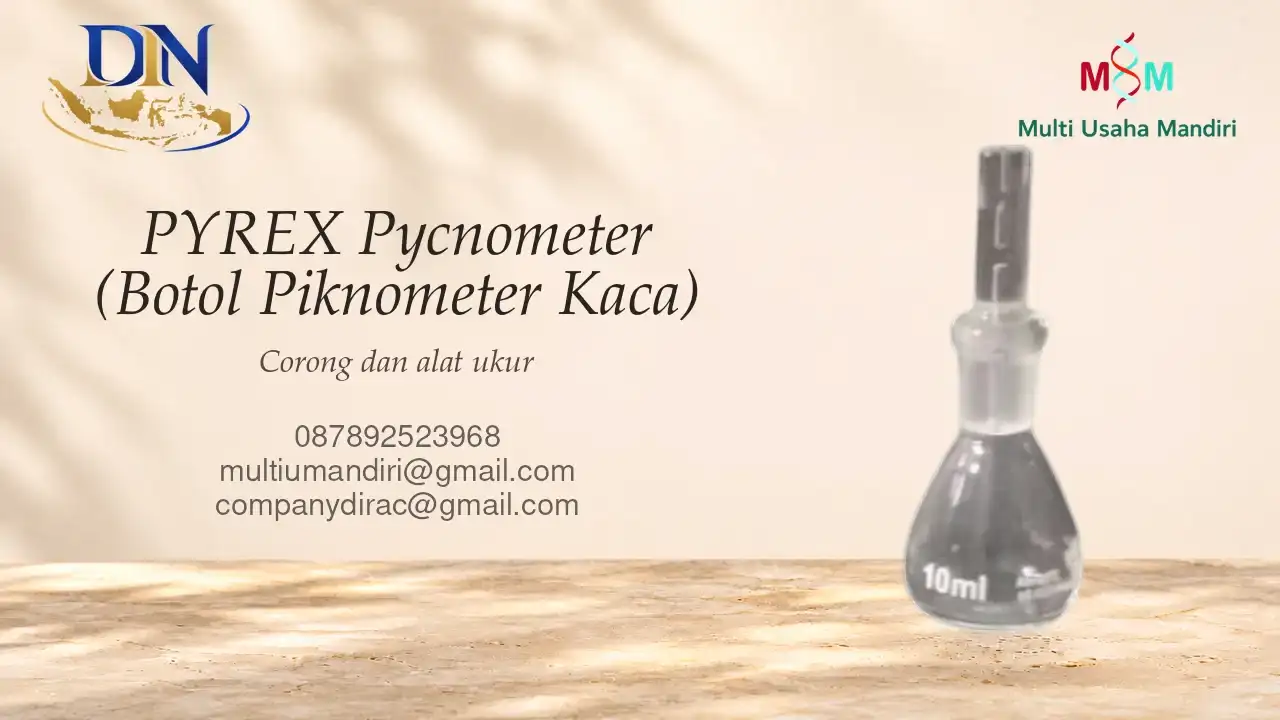 DIN
M M
Multi Usaha Mandiri
PYREX Pycnometer
(Botol Piknometer Kaca)
Corong dan alat ukur
087892523968
multiumandiri@gmail.com
companydirac@gmail.com
10ml